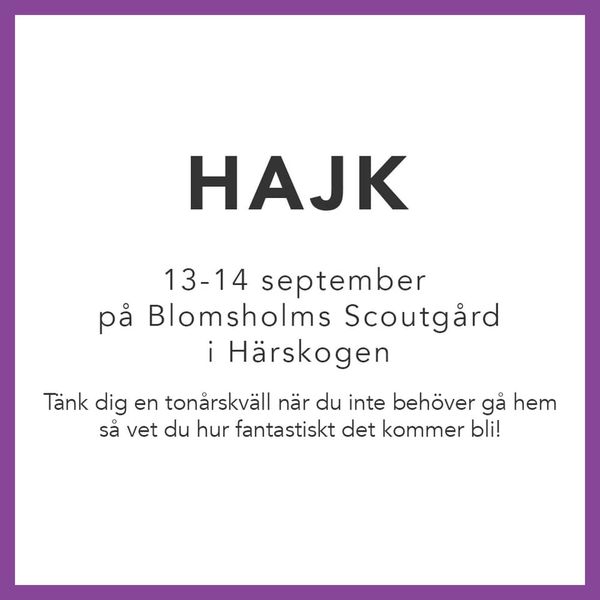 HAJK
13-14 september
på Blomsholms Scoutgård
i Härskogen
Tänk dig en tonårskväll när du inte behöver gå hem
så vet du hur fantastiskt det kommer bli!